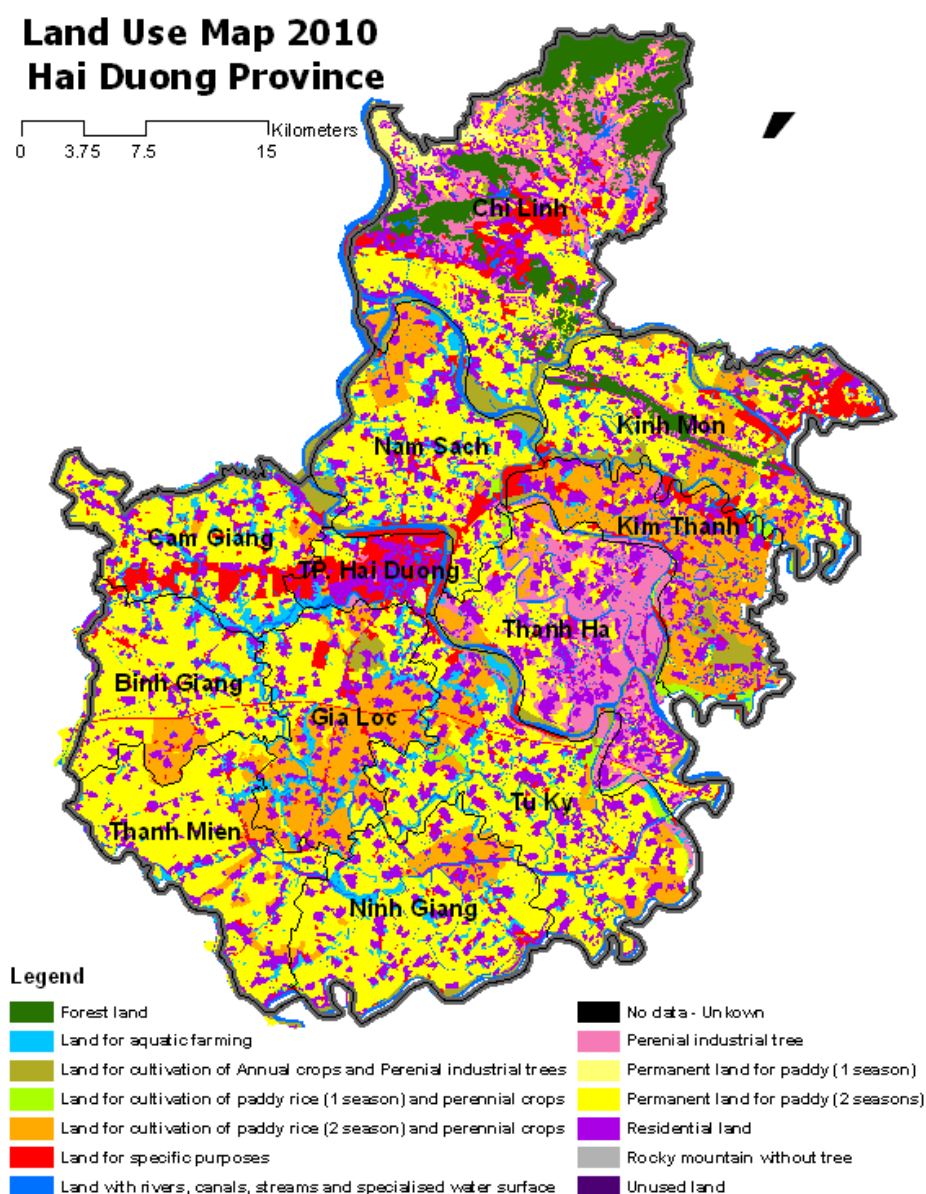 Land Use Map 2010
Hai Duong Province
Kilometers
0 3.75 7.5 15
Chi Linh
Kinh Mon
Nam Sach
Kim Thanh
Cam Giang
TP. Hai Duong
Thanh Ha
Binh Giang
Gia Loc
Tu Ky
Thanh Mien
Ninh Giang
Legend
Forest land
Land for aquatic farming
Land for cultivation of Annual crops and Perenial industrial trees
Land for cultivation of paddy rice (1 season) and perennial crops
Land for cultivation of paddy rice (2 season) and perennial crops
Land for specific purposes
Land with rivers, canals, streams and specialised water surface
No data - Unkown
Perenial industrial tree
Permanent land for paddy (1 season)
Permanent land for paddy (2 seasons)
Residential land
Rocky mountain without tree
Unused land